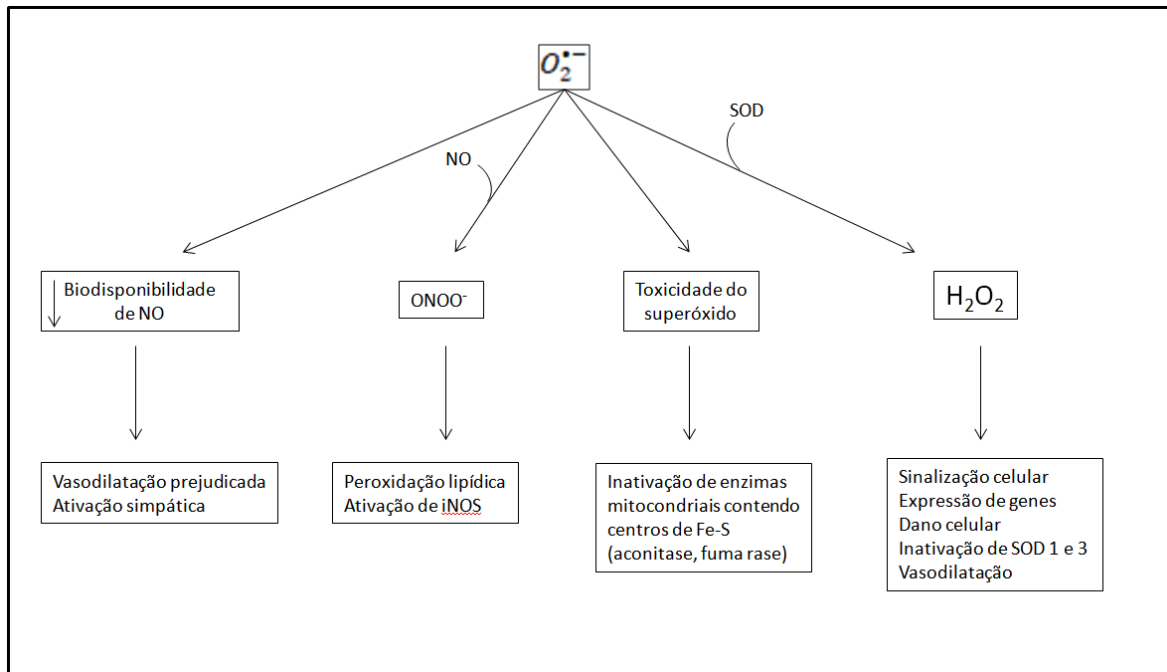 O₂•−
SOD
NO
Biodisponibilidade
de NO
ONOO⁻
Toxicidade do
superóxido
H₂O₂
Vasodilatação prejudicada
Ativação simpática
Peroxidação lipídica
Ativação de iNOS
Inativação de enzimas
mitocondriais contendo
centros de Fe-S
(aconitase, fuma rase)
Sinalização celular
Expressão de genes
Dano celular
Inativação de SOD 1 e 3
Vasodilatação